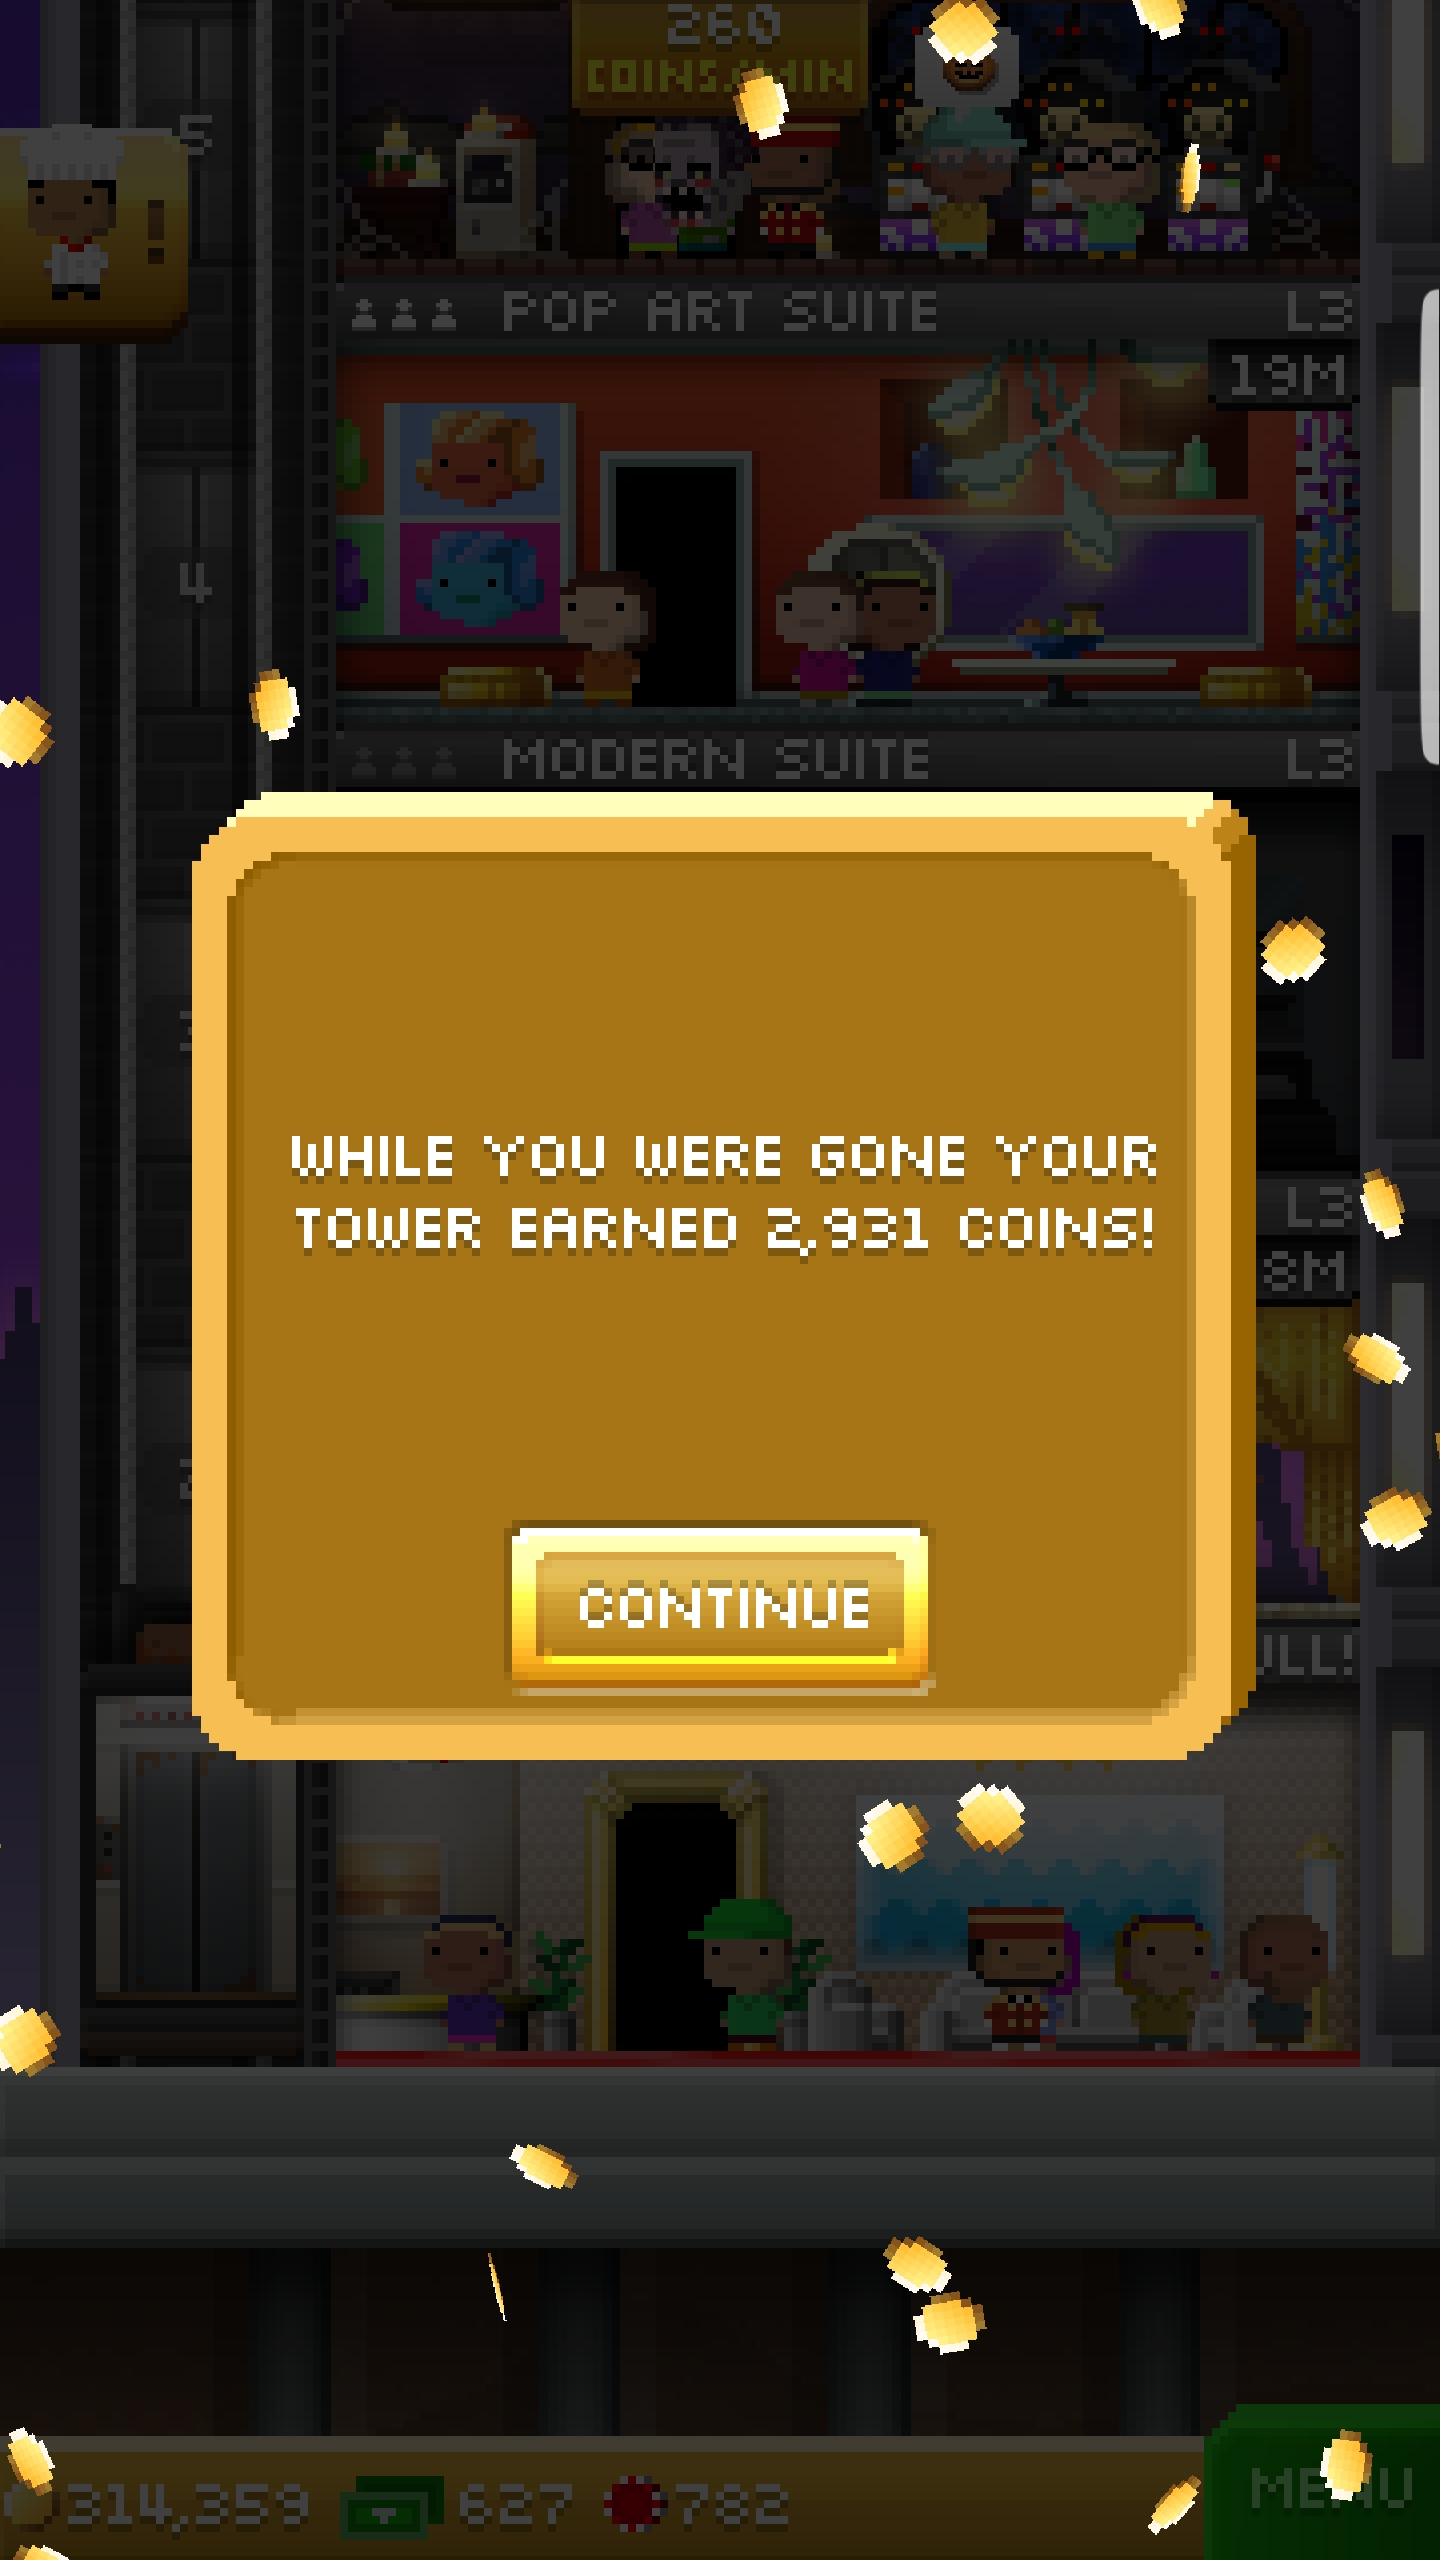 260
COINS/MIN
5
POP ART SUITE L3
19M
4
MODERN SUITE L3
WHILE YOU WERE GONE YOUR
TOWER EARNED 2,931 COINS!
L3
8M
CONTINUE
314,359 627 782
MENU